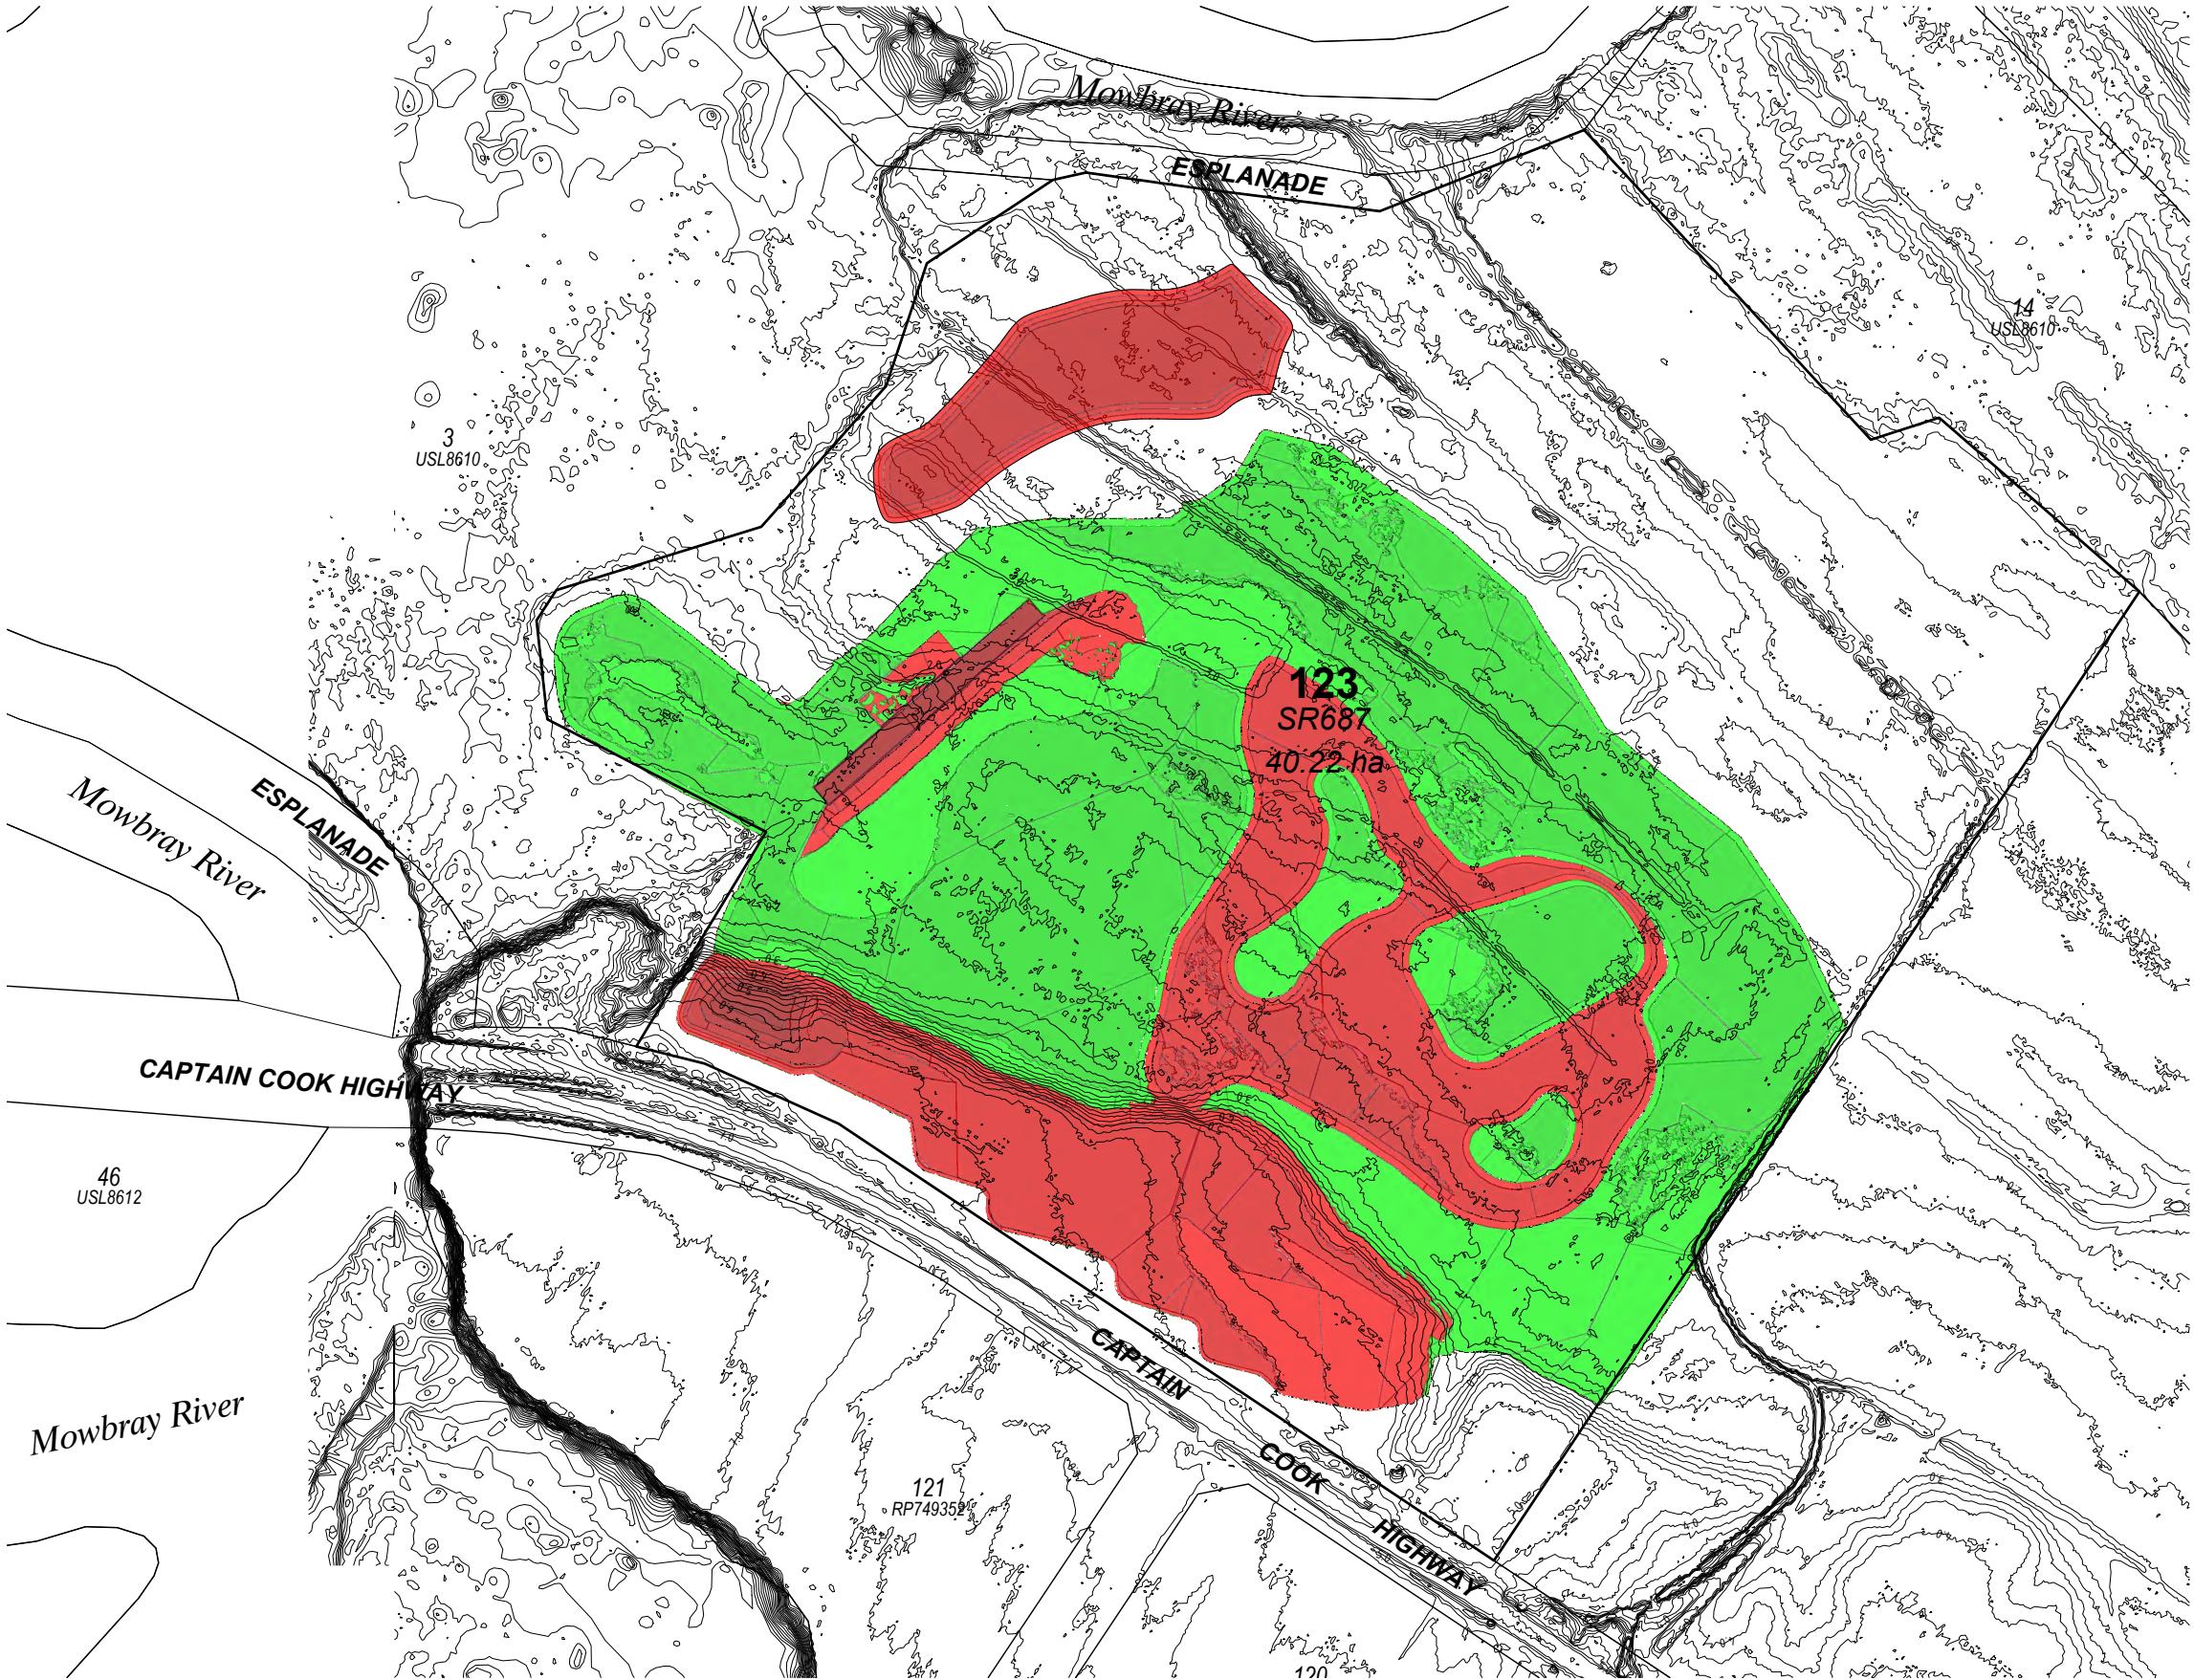 Mowbray River
ESPLANADE
14
USL8610
3
USL8610
123
SR687
40.22 ha
ESPLANADE
Mowbray River
CAPTAIN COOK HIGHWAY
46
USL8612
CAPTAIN
Mowbray River
COOK
121
RP749352
HIGHWAY
120